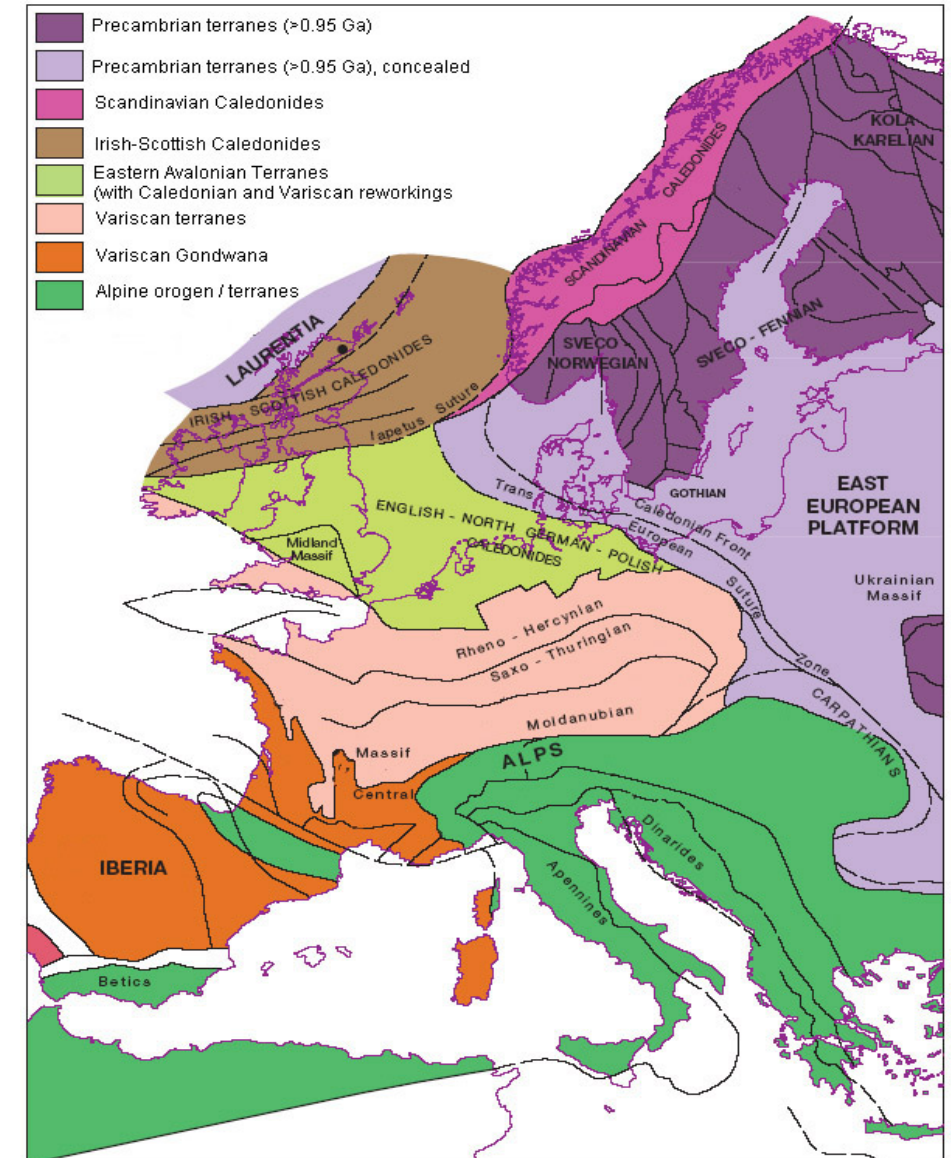 Precambrian terranes (>0.95 Ga)
Precambrian terranes (>0.95 Ga), concealed
Scandinavian Caledonides
Irish-Scottish Caledonides
Eastern Avalonian Terranes
(with Caledonian and Variscan reworkings
Variscan terranes
Variscan Gondwana
Alpine orogen / terranes
KOLA
KARELIAN
SCANDINAVIAN CALEDONIDES
SVECO - FENNIAN
SVECO -
NORWEGIAN
LAURENTIA
IRISH - SCOTTISH CALEDONIDES
Iapetus Suture
GOTHIAN
EAST
EUROPEAN
PLATFORM
Trans European Suture Zone
Caledonian Front
ENGLISH - NORTH GERMAN - POLISH
CALEDONIDES
Midland
Massif
Ukrainian
Massif
Rheno - Hercynian
Saxo - Thuringian
Moldanubian
CARPATHIANS
Massif
Central
ALPS
Dinarides
Apennines
IBERIA
Betics